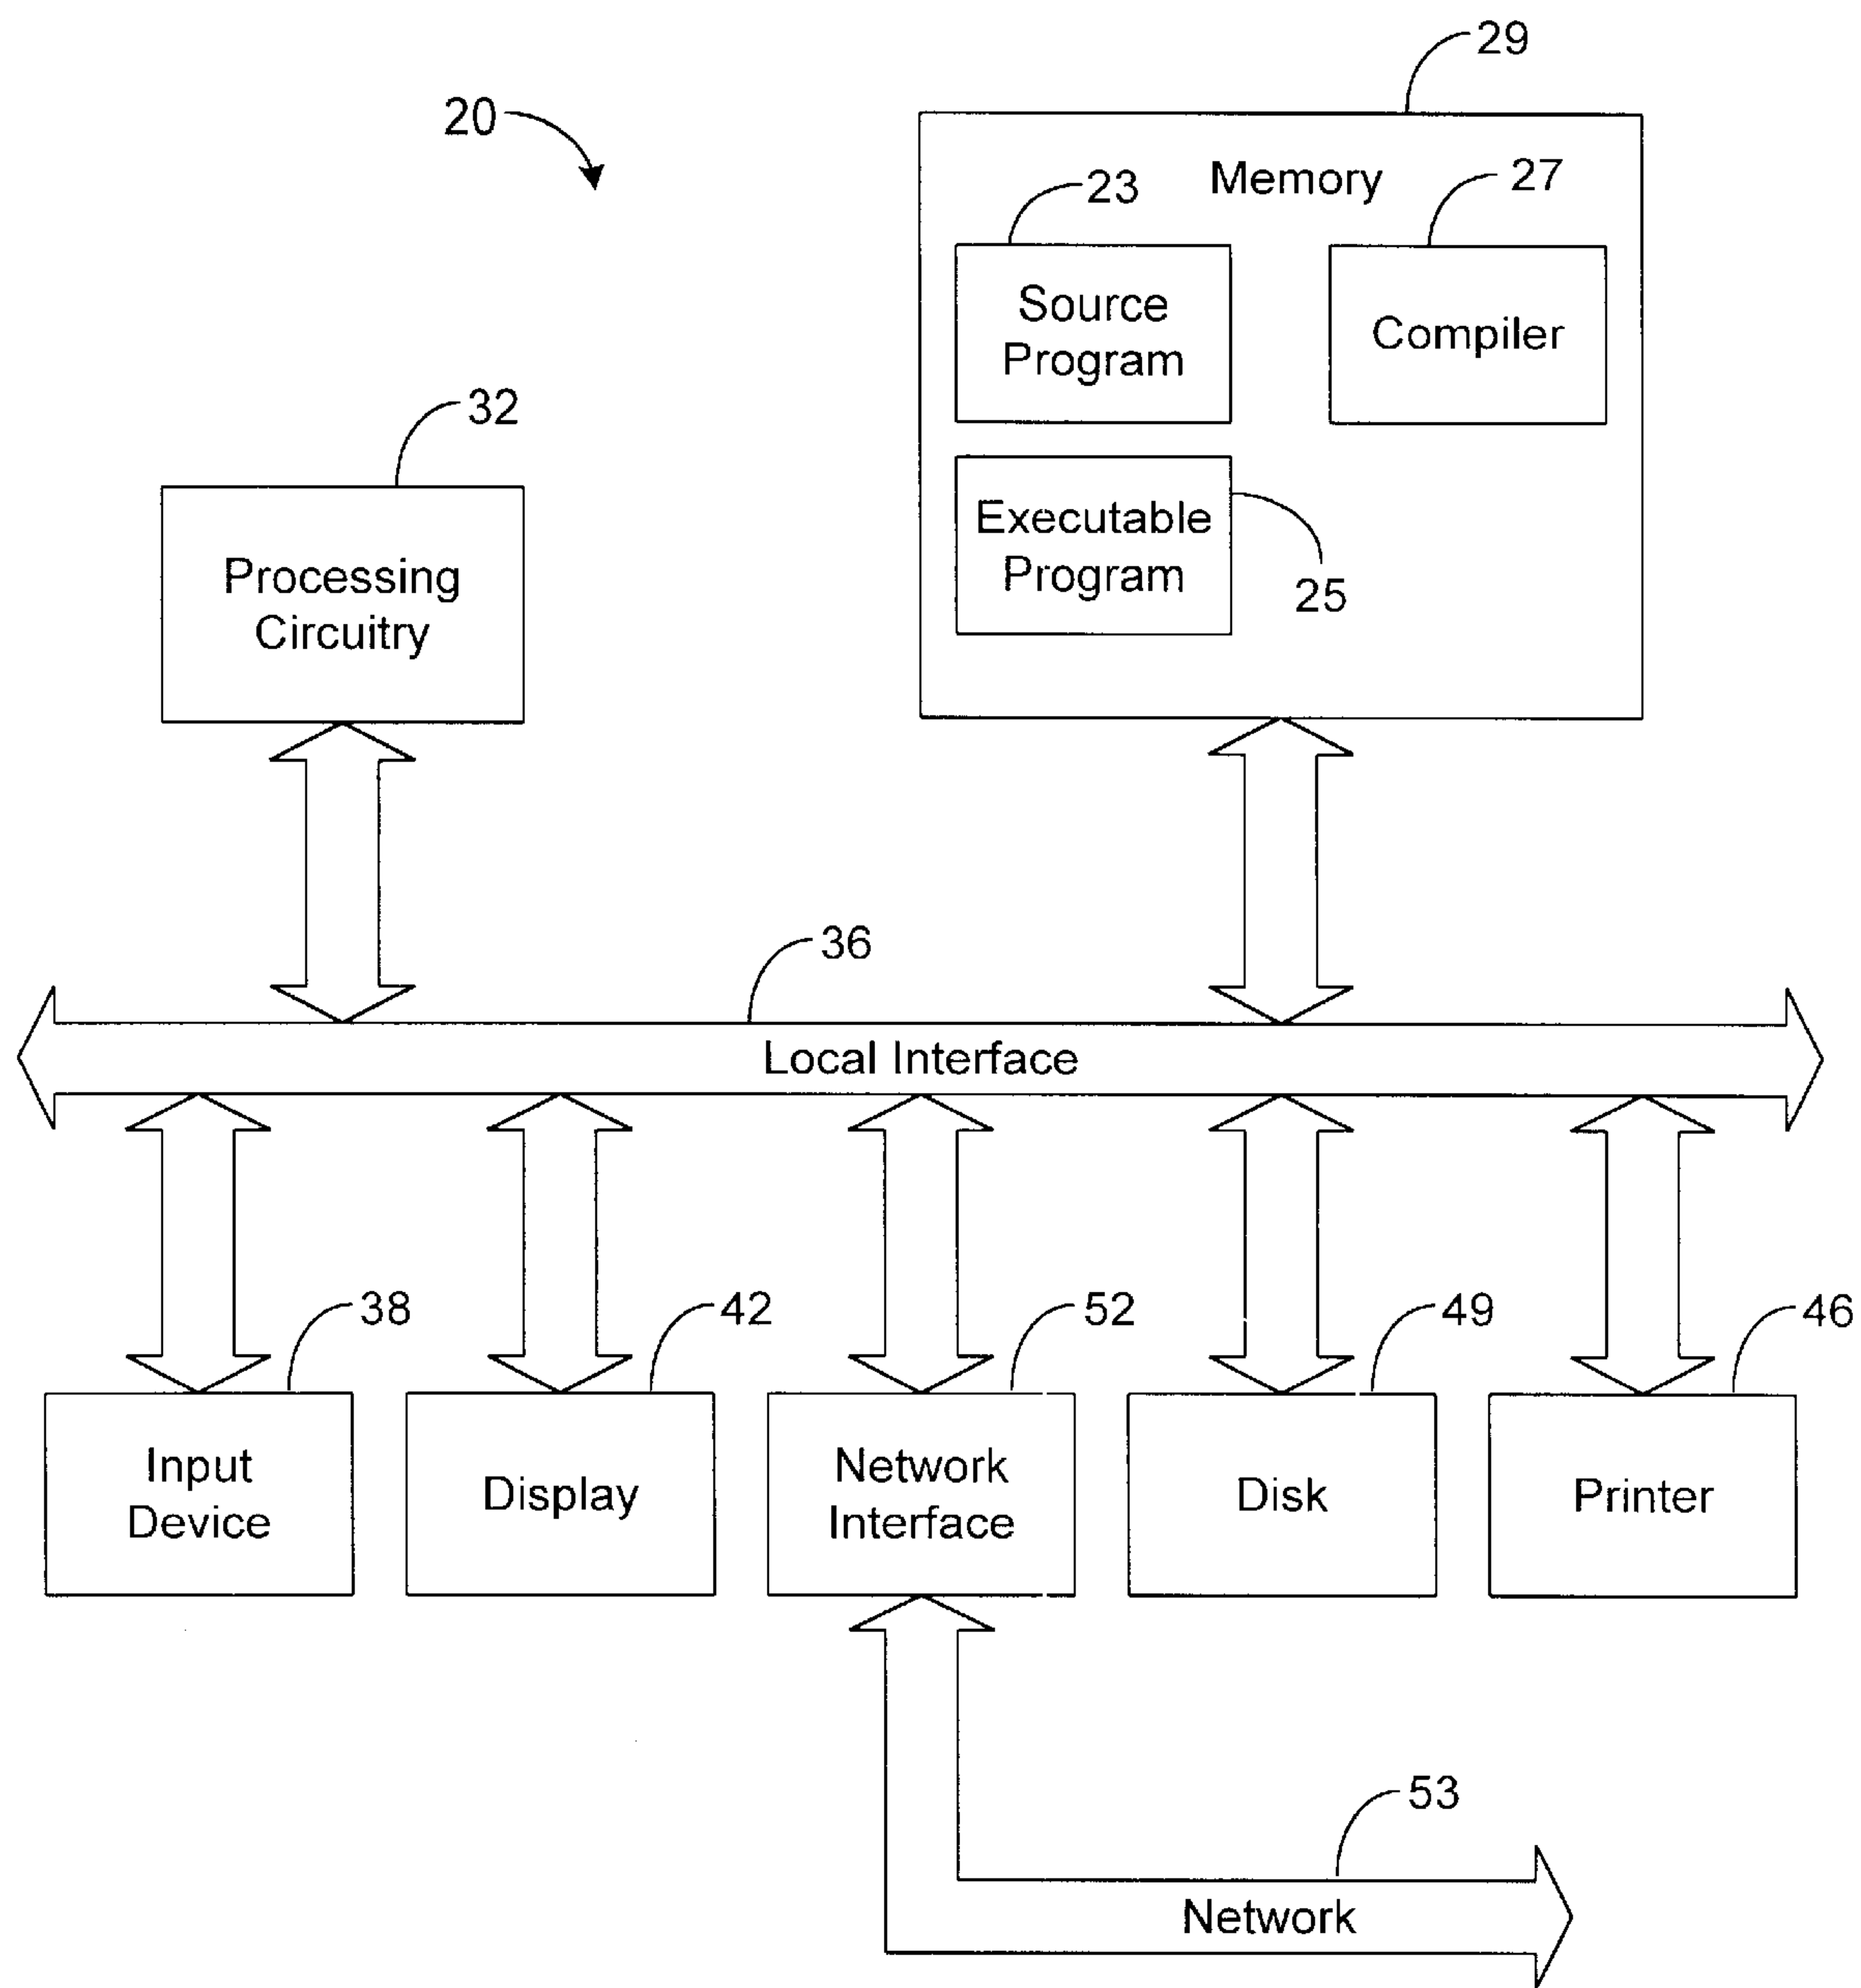 29
20
Memory
23
27
Source
Program
Compiler
32
Executable
Program
25
Processing
Circuitry
36
Local Interface
38
42
52
49
46
Input
Device
Display
Network
Interface
Disk
Printer
53
Network